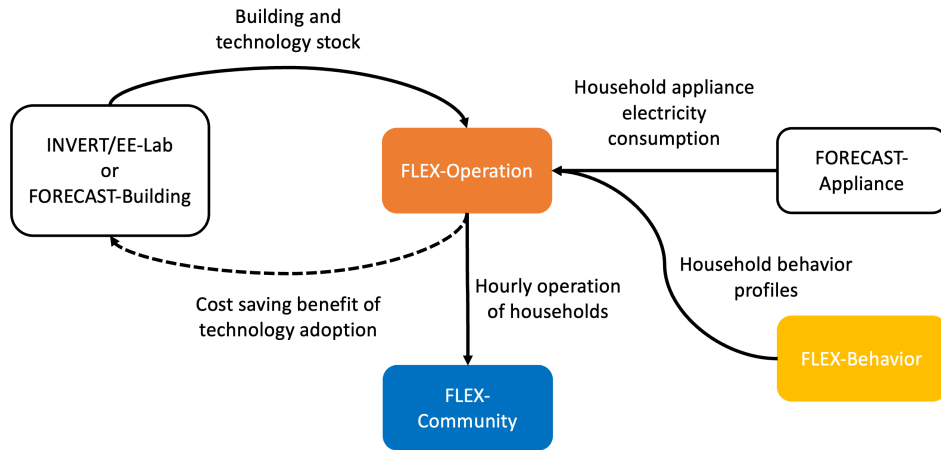 Building and
technology stock
INVERT/EE-Lab
or
FORECAST-Building
FLEX-Operation
Household appliance
electricity
consumption
FORECAST-
Appliance
Household behavior
profiles
FLEX-Behavior
Cost saving benefit of
technology adoption
Hourly operation
of households
FLEX-
Community